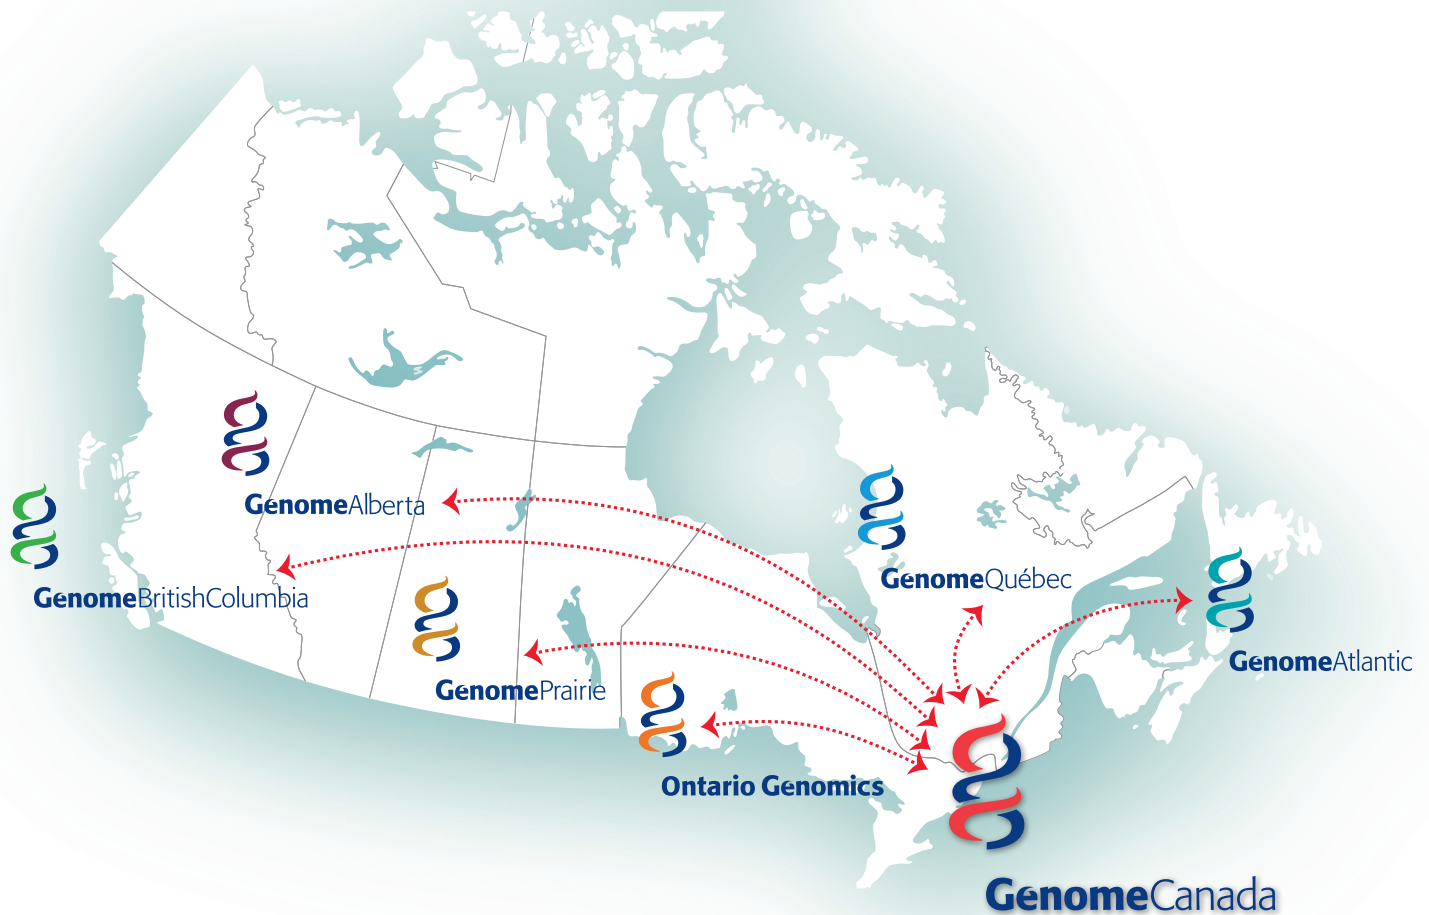 GenomeAlberta
GenomeBritishColumbia
GenomeQuébec
GenomeAtlantic
GenomePrairie
Ontario Genomics
GenomeCanada